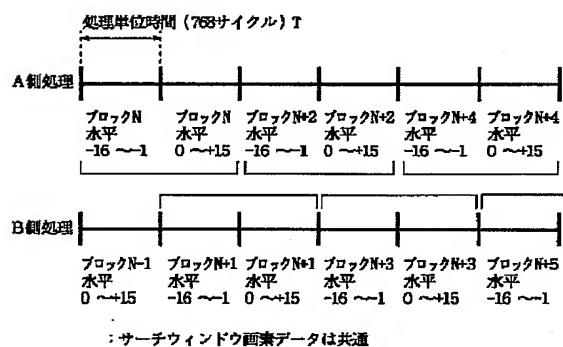 処理単位時間 (768サイクル) T
A側処理
ブロックN ブロックN ブロックN+2 ブロックN+2 ブロックN+4 ブロックN+4
水平 水平 水平 水平 水平 水平
-16 ～-1 0 ～+15 -16 ～-1 0 ～+15 -16 ～-1 0 ～+15
B側処理
ブロックN-1 ブロックN+1 ブロックN+1 ブロックN+3 ブロックN+3 ブロックN+5
水平 水平 水平 水平 水平 水平
0 ～+15 -16 ～-1 0 ～+15 -16 ～-1 0 ～+15 -16 ～-1
：サーチウィンドウ画素データは共通